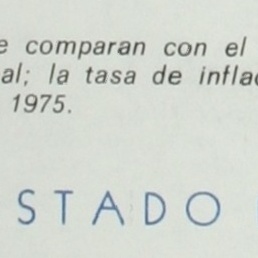 e comparan con el
al; la tasa de infla
1975.
STADO